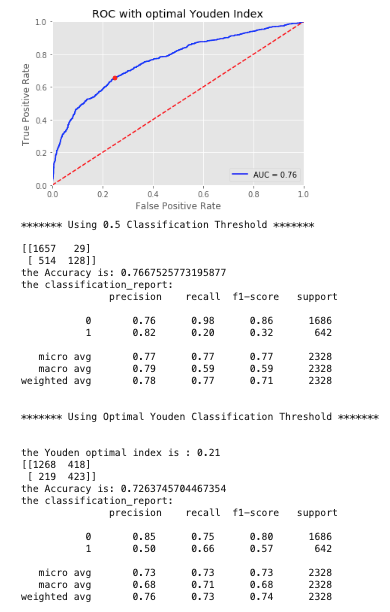 ROC with optimal Youden Index
1.0
0.8
0.6
0.4
0.2
0.0
True Positive Rate
AUC = 0.76
0.0 0.2 0.4 0.6 0.8 1.0
False Positive Rate
******* Using 0.5 Classification Threshold *******
[[1657 29]
[ 514 128]]
the Accuracy is: 0.7667525773195877
the classification_report:
precision recall f1-score support
0 0.76 0.98 0.86 1686
1 0.82 0.20 0.32 642
micro avg 0.77 0.77 0.77 2328
macro avg 0.79 0.59 0.59 2328
weighted avg 0.78 0.77 0.71 2328
******* Using Optimal Youden Classification Threshold *******
the Youden optimal index is : 0.21
[[1268 418]
[ 219 423]]
the Accuracy is: 0.7263745704467354
the classification_report:
precision recall f1-score support
0 0.85 0.75 0.80 1686
1 0.50 0.66 0.57 642
micro avg 0.73 0.73 0.73 2328
macro avg 0.68 0.71 0.68 2328
weighted avg 0.76 0.73 0.74 2328